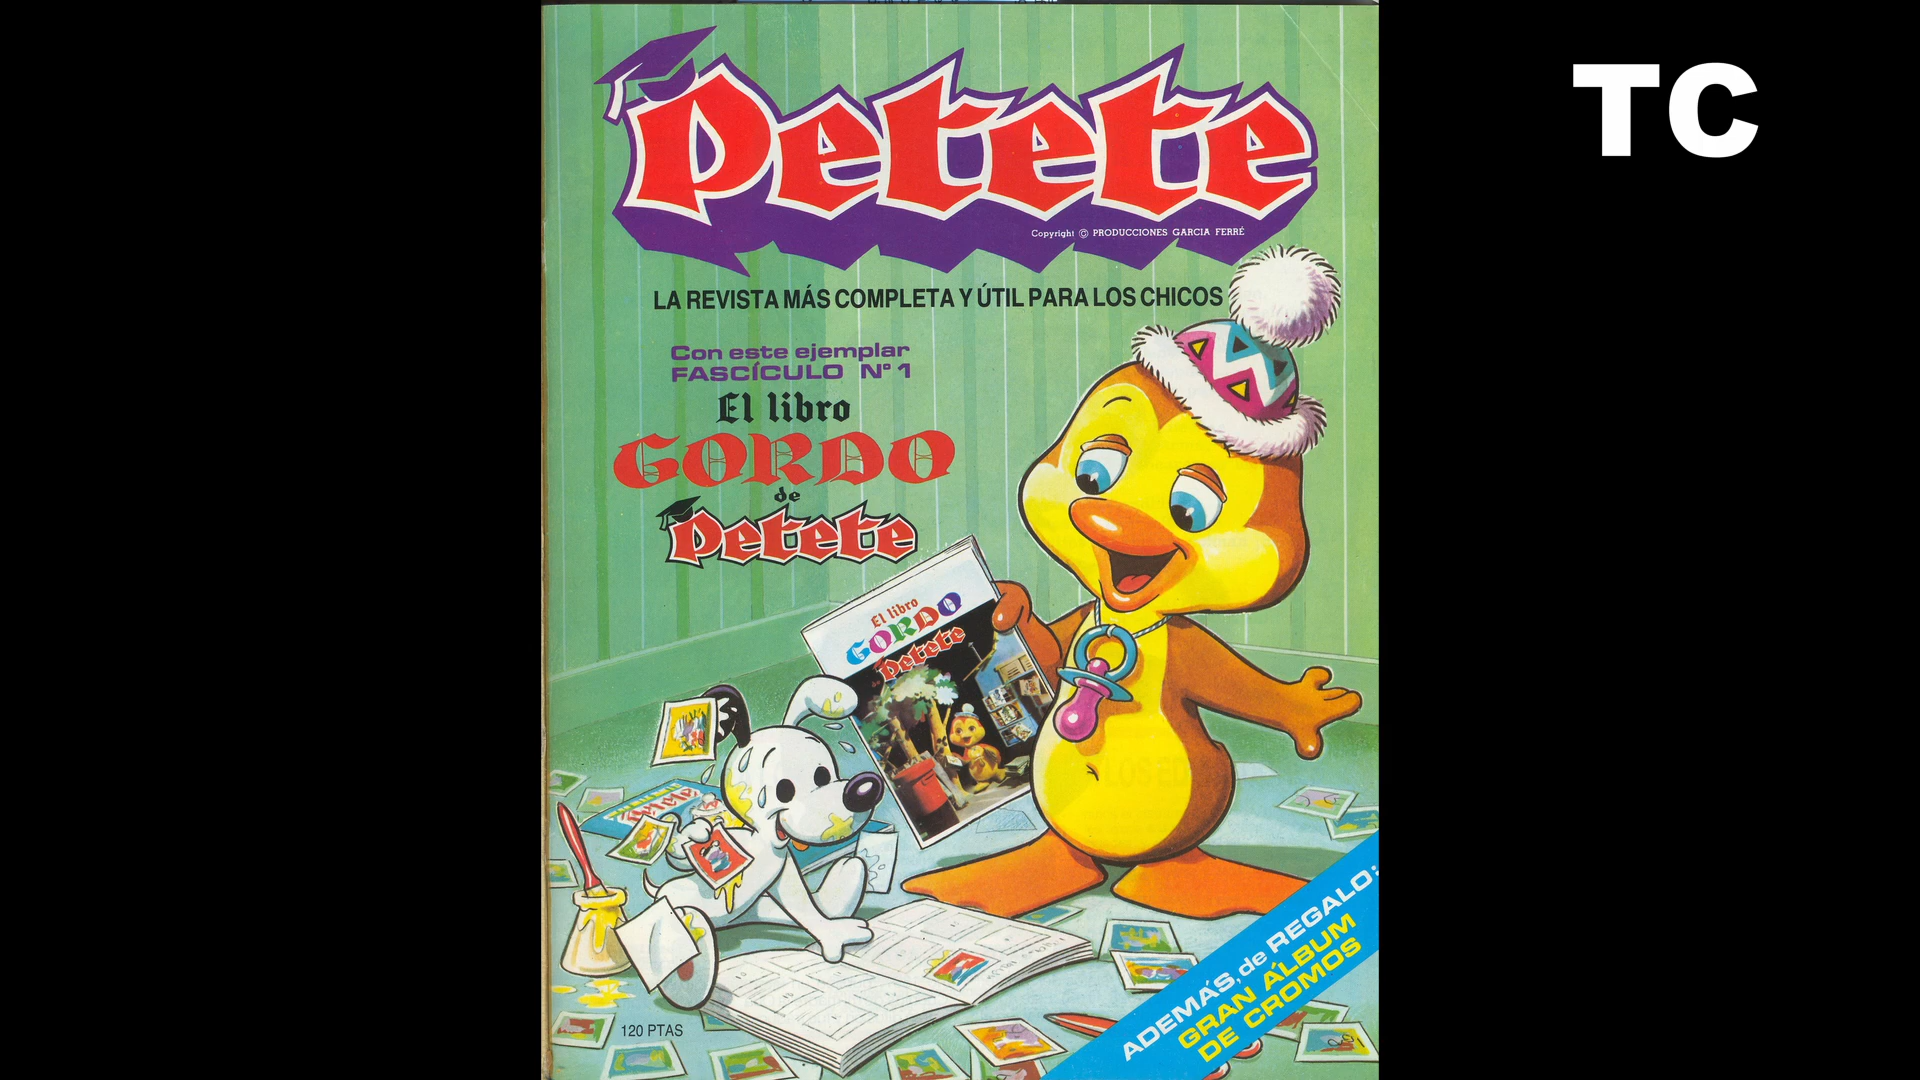 TC
Petete
Copyright © PRODUCCIONES GARCIA FERRÉ
LA REVISTA MÁS COMPLETA Y ÚTIL PARA LOS CHICOS
Con este ejemplar
FASCÍCULO Nº 1
El libro
GORDO
de
Petete
El libro
GORDO
de
Petete
Petete
ADEMÁS, de REGALO:
GRAN ÁLBUM
DE CROMOS
120 PTAS